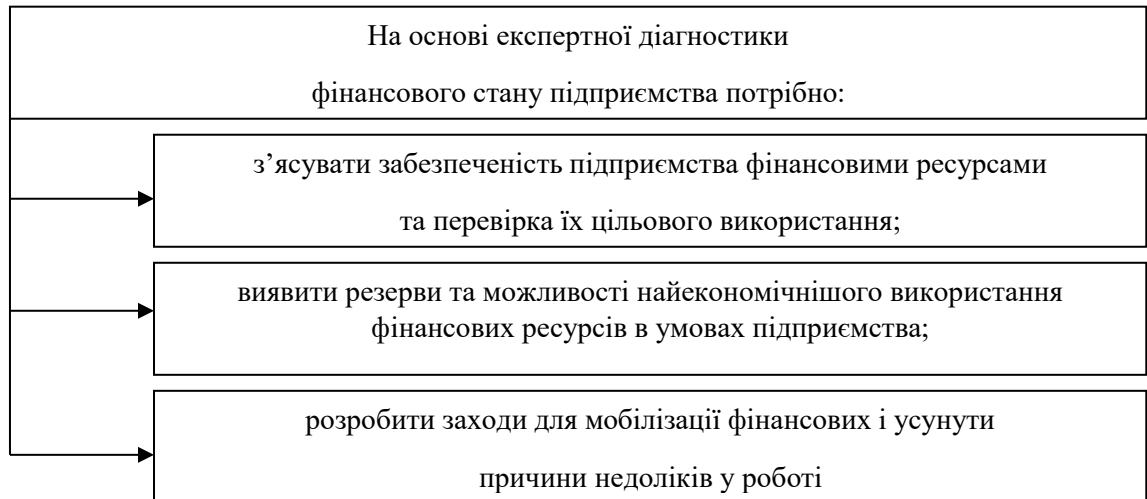 На основі експертної діагностики
фінансового стану підприємства потрібно:
з’ясувати забезпеченість підприємства фінансовими ресурсами
та перевірка їх цільового використання;
виявити резерви та можливості найекономічнішого використання
фінансових ресурсів в умовах підприємства;
розробити заходи для мобілізації фінансових і усунути
причини недоліків у роботі